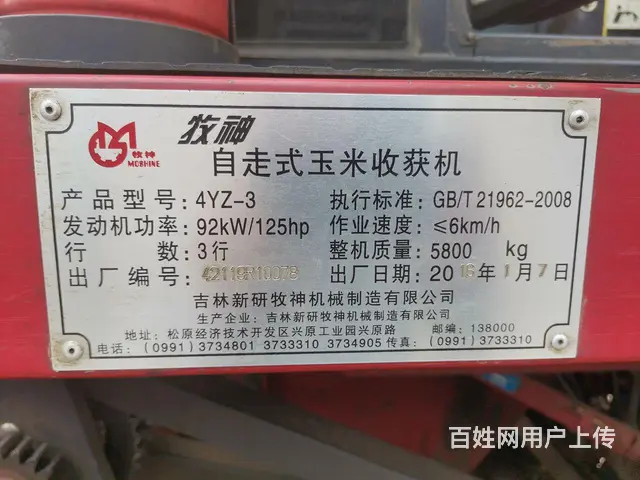 牧神
牧神
MOSHINE
自走式玉米收获机
产品型号: 4YZ-3 执行标准: GB/T 21962-2008
发动机功率: 92kW/125hp 作业速度: ≤6km/h
行 数: 3行 整机质量: 5800 kg
出厂编号: 出厂日期: 2016年1月7日
吉林新研牧神机械制造有限公司
生产企业: 吉林新研牧神机械制造有限公司
地址: 松原经济技术开发区兴原工业园兴原路 邮编: 138000
电话: (0991) 3734801 3733310 3734905 传真: (0991) 3733310
百姓网用户上传